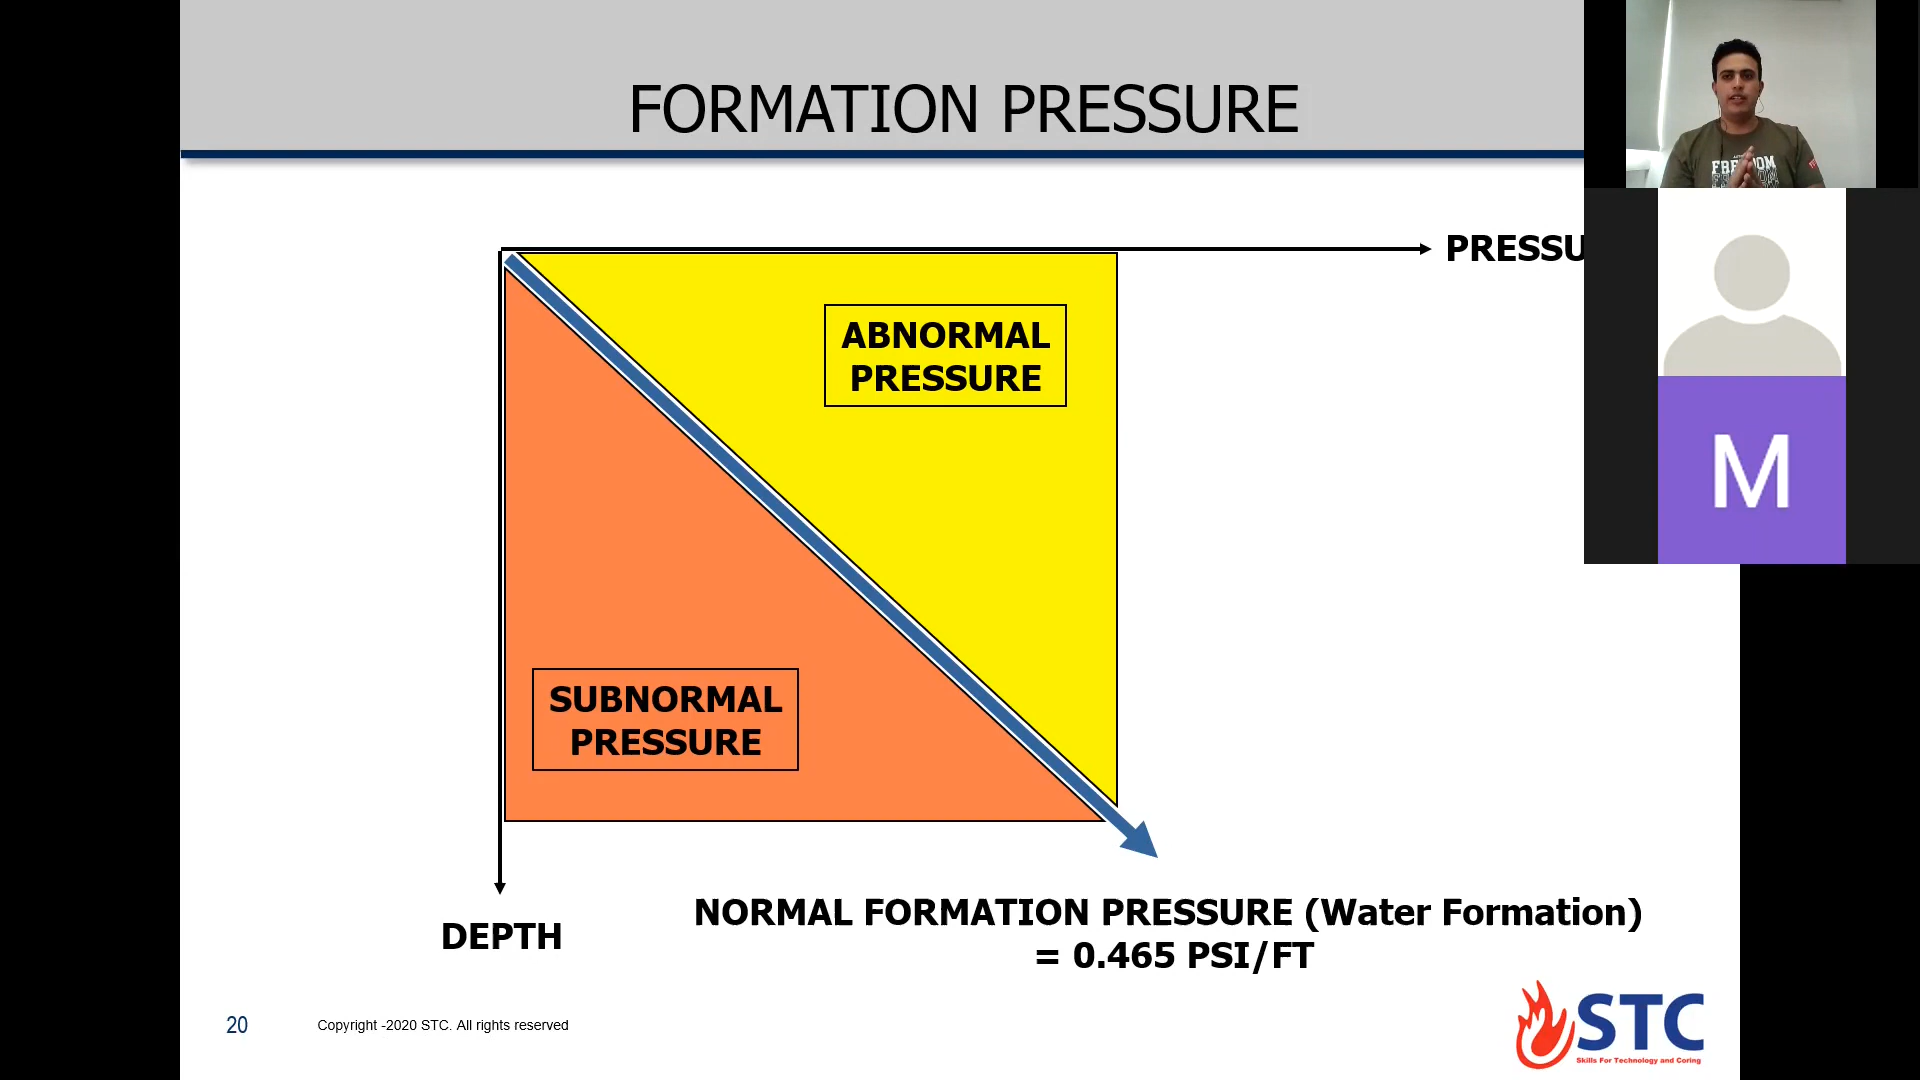 FORMATION PRESSURE
PRESSU
ABNORMAL
PRESSURE
SUBNORMAL
PRESSURE
DEPTH
NORMAL FORMATION PRESSURE (Water Formation)
= 0.465 PSI/FT
20
Copyright -2020 STC. All rights reserved
STC
Skills For Technology and Coring
M
FREEDOM